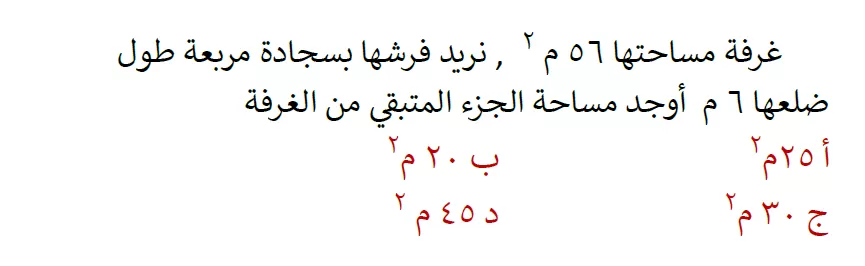 غرفة مساحتها ٥٦ م ٢ , نريد فرشها بسجادة مربعة طول
ضلعها ٦ م أوجد مساحة الجزء المتبقي من الغرفة
أ ٢٥م٢ ب ٢٠ م٢
ج ٣٠ م٢ د ٤٥ م ٢